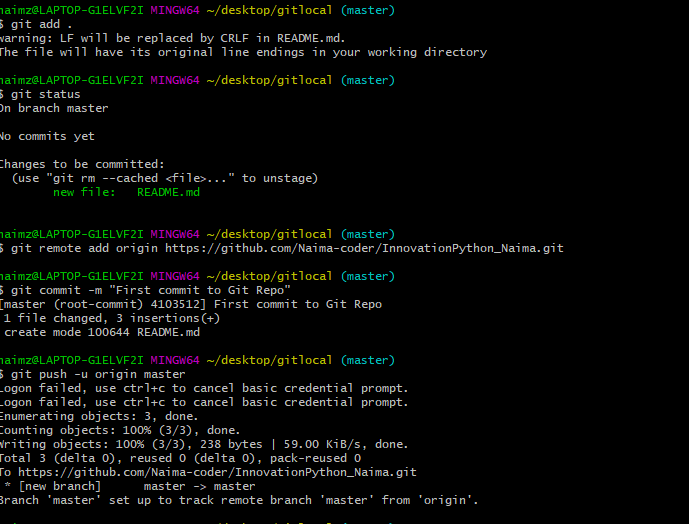 naimz@LAPTOP-G1ELVF2I MINGW64 ~/desktop/gitlocal (master)
$ git add .
warning: LF will be replaced by CRLF in README.md.
The file will have its original line endings in your working directory
naimz@LAPTOP-G1ELVF2I MINGW64 ~/desktop/gitlocal (master)
$ git status
On branch master
No commits yet
Changes to be committed:
(use "git rm --cached <file>..." to unstage)
new file:   README.md
naimz@LAPTOP-G1ELVF2I MINGW64 ~/desktop/gitlocal (master)
$ git remote add origin https://github.com/Naima-coder/InnovationPython_Naima.git
naimz@LAPTOP-G1ELVF2I MINGW64 ~/desktop/gitlocal (master)
$ git commit -m "First commit to Git Repo"
[master (root-commit) 4103512] First commit to Git Repo
1 file changed, 3 insertions(+)
create mode 100644 README.md
naimz@LAPTOP-G1ELVF2I MINGW64 ~/desktop/gitlocal (master)
$ git push -u origin master
Logon failed, use ctrl+c to cancel basic credential prompt.
Logon failed, use ctrl+c to cancel basic credential prompt.
Enumerating objects: 3, done.
Counting objects: 100% (3/3), done.
Writing objects: 100% (3/3), 238 bytes | 59.00 KiB/s, done.
Total 3 (delta 0), reused 0 (delta 0), pack-reused 0
To https://github.com/Naima-coder/InnovationPython_Naima.git
* [new branch]      master -> master
Branch 'master' set up to track remote branch 'master' from 'origin'.